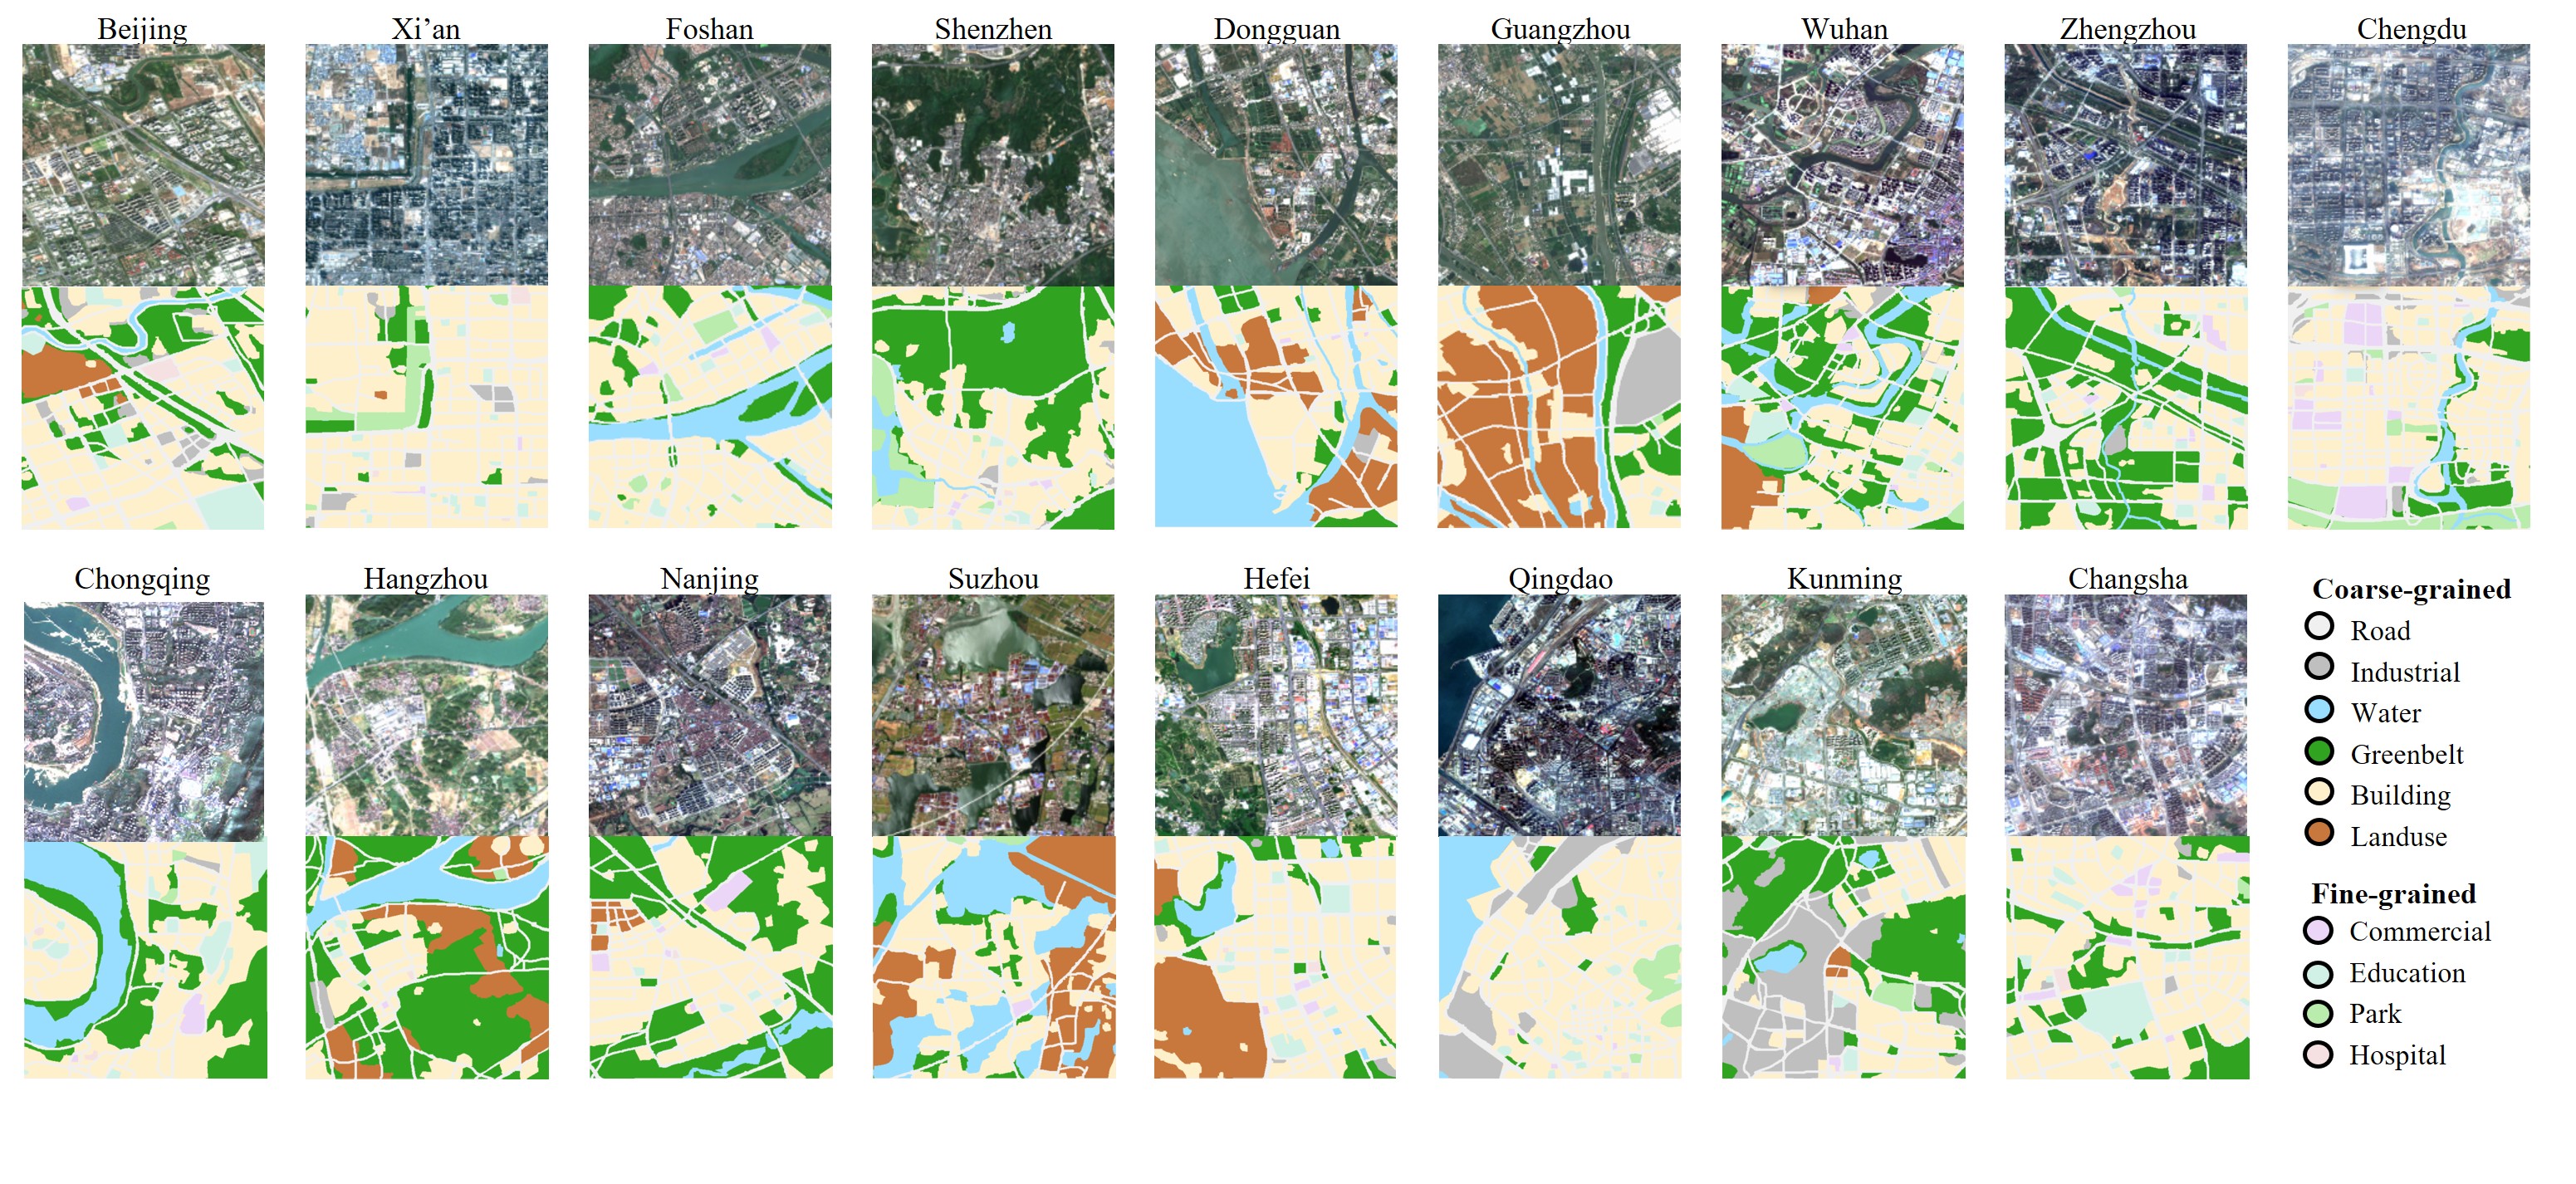 Beijing
Xi’an
Foshan
Shenzhen
Dongguan
Guangzhou
Wuhan
Zhengzhou
Chengdu
Chongqing
Hangzhou
Nanjing
Suzhou
Hefei
Qingdao
Kunming
Changsha
Coarse-grained
Road
Industrial
Water
Greenbelt
Building
Landuse
Fine-grained
Commercial
Education
Park
Hospital